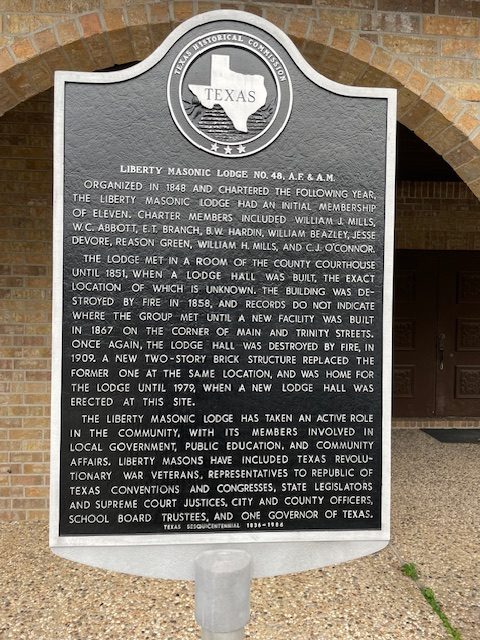 TEXAS HISTORICAL COMMISSION
TEXAS
LIBERTY MASONIC LODGE NO. 48, A.F. & A.M.
ORGANIZED IN 1848 AND CHARTERED THE FOLLOWING YEAR,
THE LIBERTY MASONIC LODGE HAD AN INITIAL MEMBERSHIP
OF ELEVEN. CHARTER MEMBERS INCLUDED WILLIAM J. MILLS,
W.C. ABBOTT, E.T. BRANCH, B.W. HARDIN, WILLIAM BEAZLEY, JESSE
DEVORE, REASON GREEN, WILLIAM H. MILLS, AND C.J. O'CONNOR.
THE LODGE MET IN A ROOM OF THE COUNTY COURTHOUSE
UNTIL 1851, WHEN A LODGE HALL WAS BUILT, THE EXACT
LOCATION OF WHICH IS UNKNOWN. THE BUILDING WAS DE-
STROYED BY FIRE IN 1858, AND RECORDS DO NOT INDICATE
WHERE THE GROUP MET UNTIL A NEW FACILITY WAS BUILT
IN 1867 ON THE CORNER OF MAIN AND TRINITY STREETS.
ONCE AGAIN, THE LODGE HALL WAS DESTROYED BY FIRE, IN
1909. A NEW TWO-STORY BRICK STRUCTURE REPLACED THE
FORMER ONE AT THE SAME LOCATION, AND WAS HOME FOR
THE LODGE UNTIL 1979, WHEN A NEW LODGE HALL WAS
ERECTED AT THIS SITE.
THE LIBERTY MASONIC LODGE HAS TAKEN AN ACTIVE ROLE
IN THE COMMUNITY, WITH ITS MEMBERS INVOLVED IN
LOCAL GOVERNMENT, PUBLIC EDUCATION, AND COMMUNITY
AFFAIRS. LIBERTY MASONS HAVE INCLUDED TEXAS REVOLU-
TIONARY WAR VETERANS, REPRESENTATIVES TO REPUBLIC OF
TEXAS CONVENTIONS AND CONGRESSES, STATE LEGISLATORS
AND SUPREME COURT JUSTICES, CITY AND COUNTY OFFICERS,
SCHOOL BOARD TRUSTEES, AND ONE GOVERNOR OF TEXAS.
TEXAS SESQUICENTENNIAL 1836-1986